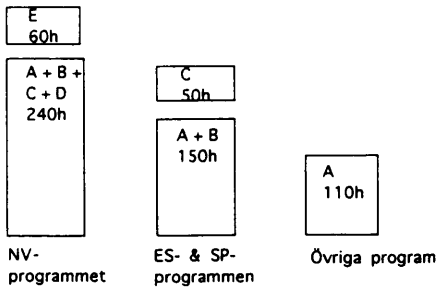 E
60h
A + B +
C + D
240h
C
50h
A + B
150h
A
110h
NV-
programmet
ES- & SP-
programmen
Övriga program